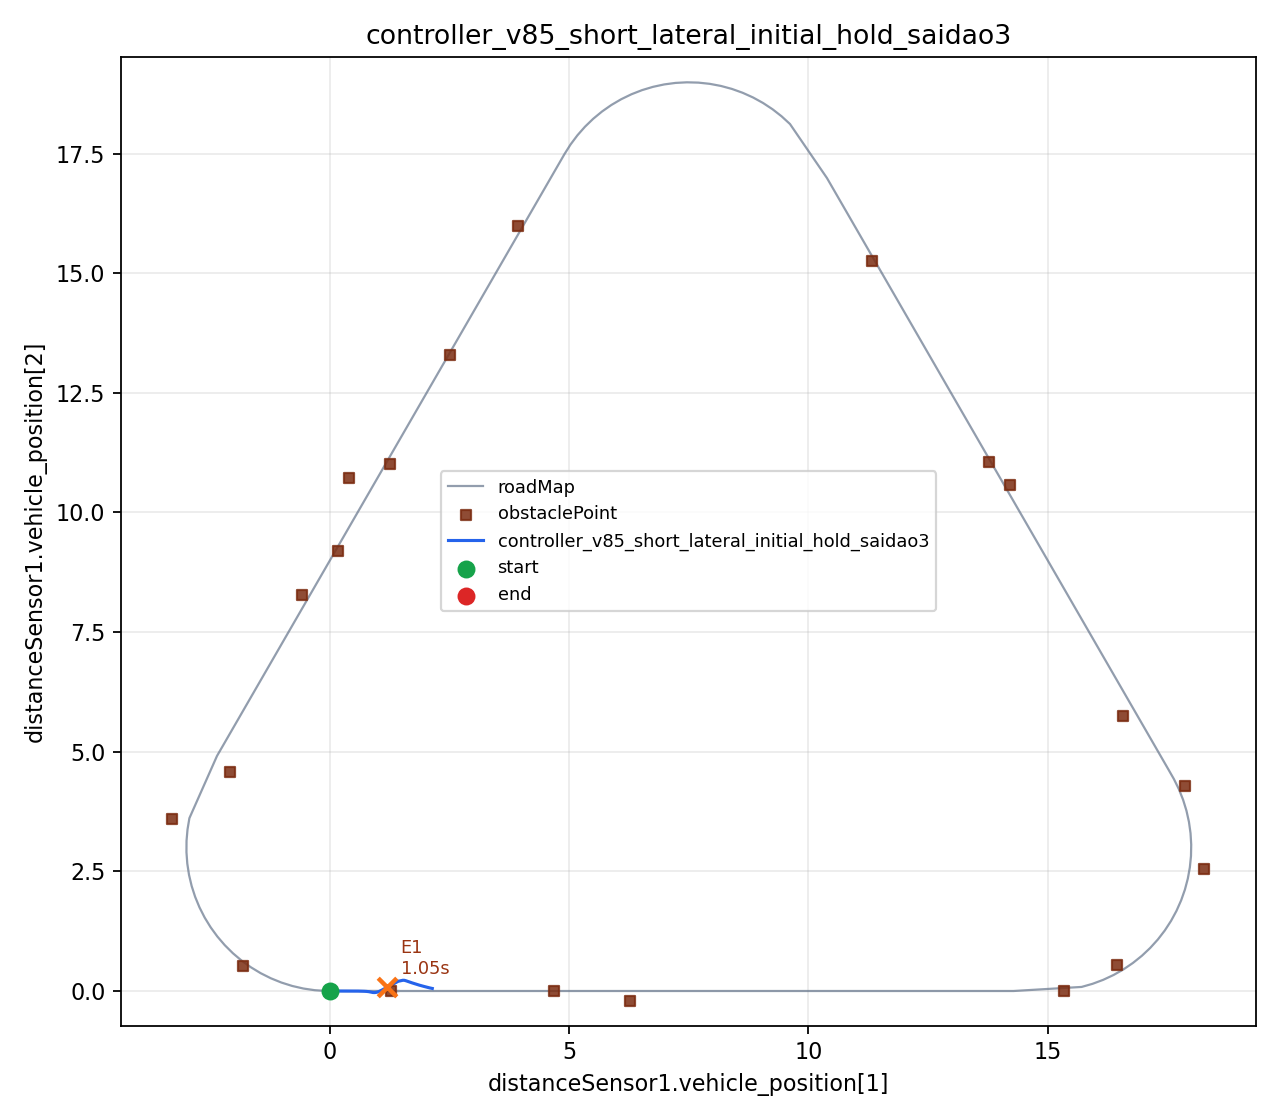 controller_v85_short_lateral_initial_hold_saidao3
distanceSensor1.vehicle_position[2]
17.5
15.0
12.5
10.0
7.5
5.0
2.5
0.0
roadMap
obstaclePoint
controller_v85_short_lateral_initial_hold_saidao3
start
end
E1
1.05s
0
5
10
15
distanceSensor1.vehicle_position[1]